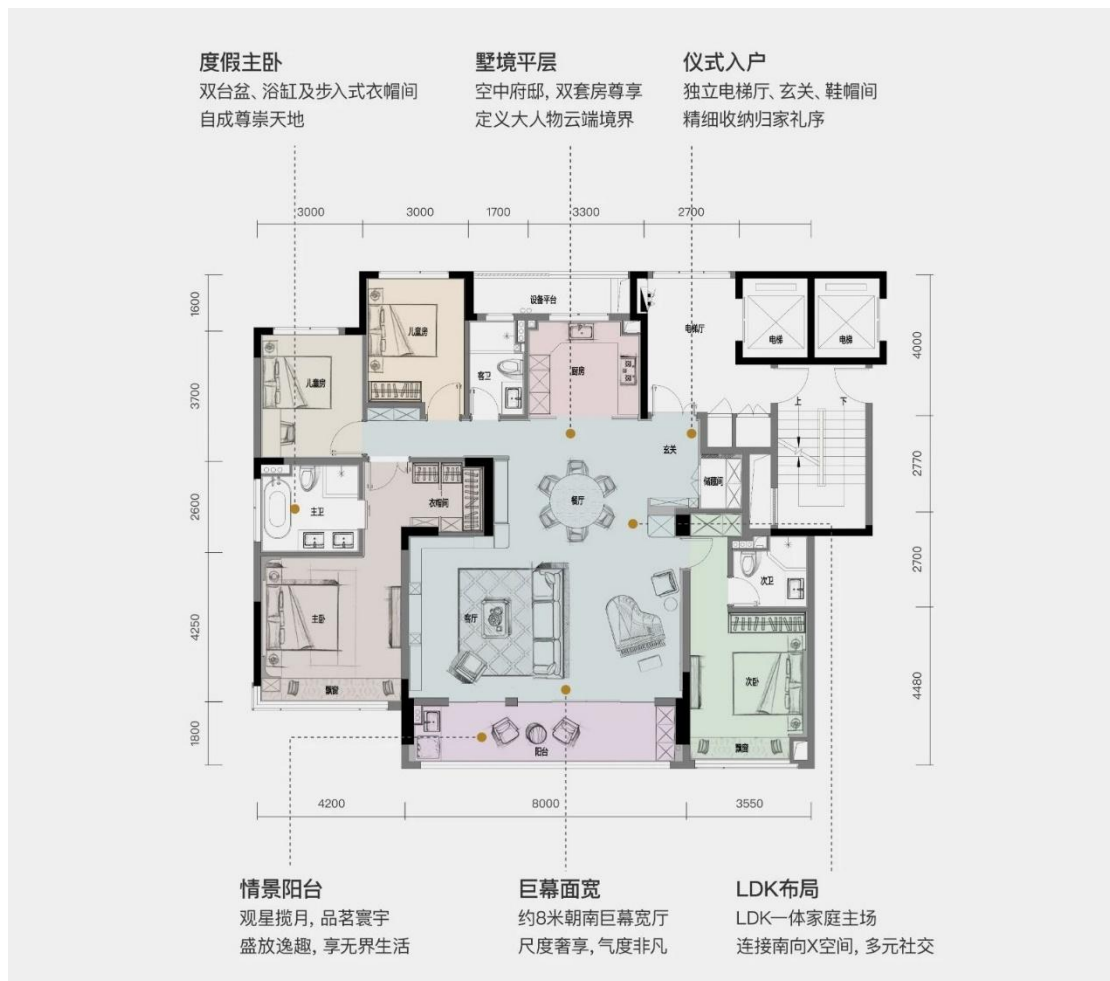 度假主卧
双台盆、浴缸及步入式衣帽间
自成尊崇天地
墅境平层
空中府邸, 双套房尊享
定义大人物云端境界
仪式入户
独立电梯厅、玄关、鞋帽间
精细收纳归家礼序
3000
3000
1700
3300
2700
1600
3700
2600
4250
1800
4000
2770
2700
4480
设备平台
电梯厅
电梯
电梯
儿童房
儿童房
客卫
厨房
上
下
玄关
储藏间
餐厅
衣帽间
主卫
次卫
主卧
客厅
次卧
飘窗
飘窗
阳台
4200
8000
3550
情景阳台
观星揽月, 品茗寰宇
盛放逸趣, 享无界生活
巨幕面宽
约8米朝南巨幕宽厅
尺度奢享, 气度非凡
LDK布局
LDK一体家庭主场
连接南向X空间, 多元社交